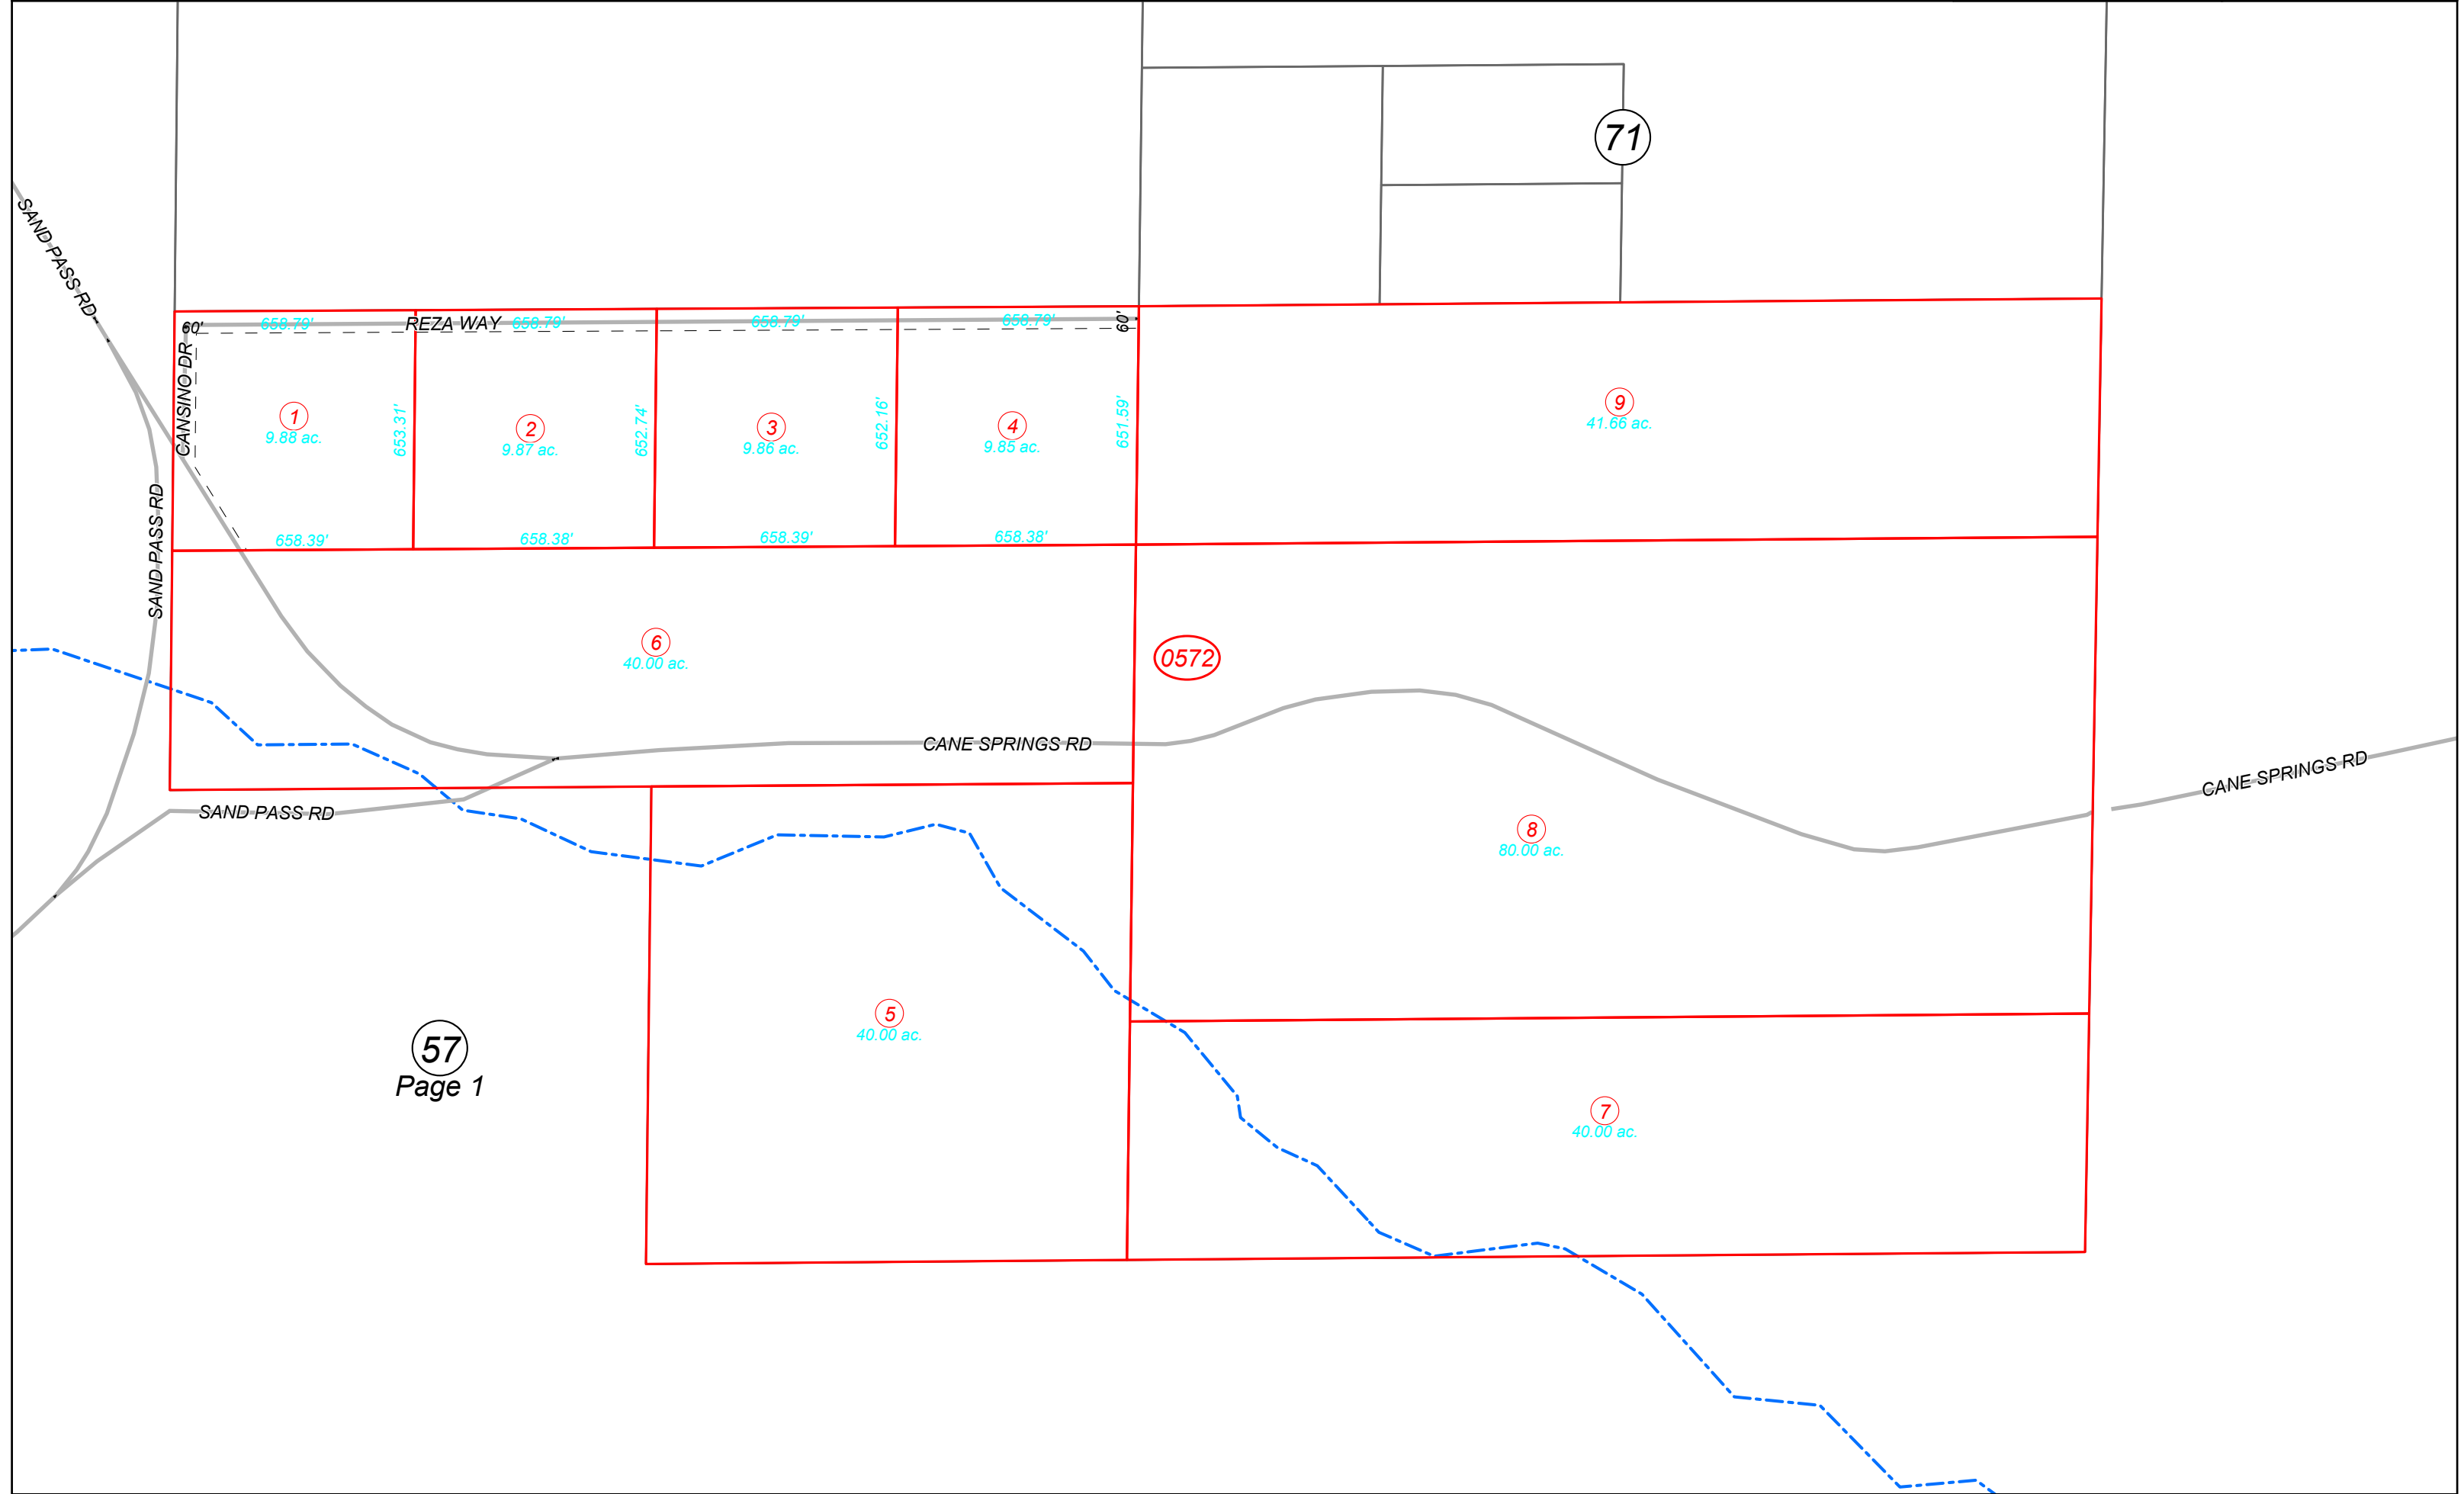 71
SAND PASS RD
60'
658.79'
REZA WAY
658.79'
658.79'
658.79'
60'
CANSINO DR
1
9.88 ac.
653.31'
2
9.87 ac.
652.74'
3
9.86 ac.
652.16'
4
9.85 ac.
651.59'
9
41.66 ac.
SAND PASS RD
658.39'
658.38'
658.39'
658.38'
6
40.00 ac.
0572
CANE SPRINGS RD
CANE SPRINGS RD
SAND PASS RD
8
80.00 ac.
5
40.00 ac.
57
Page 1
7
40.00 ac.